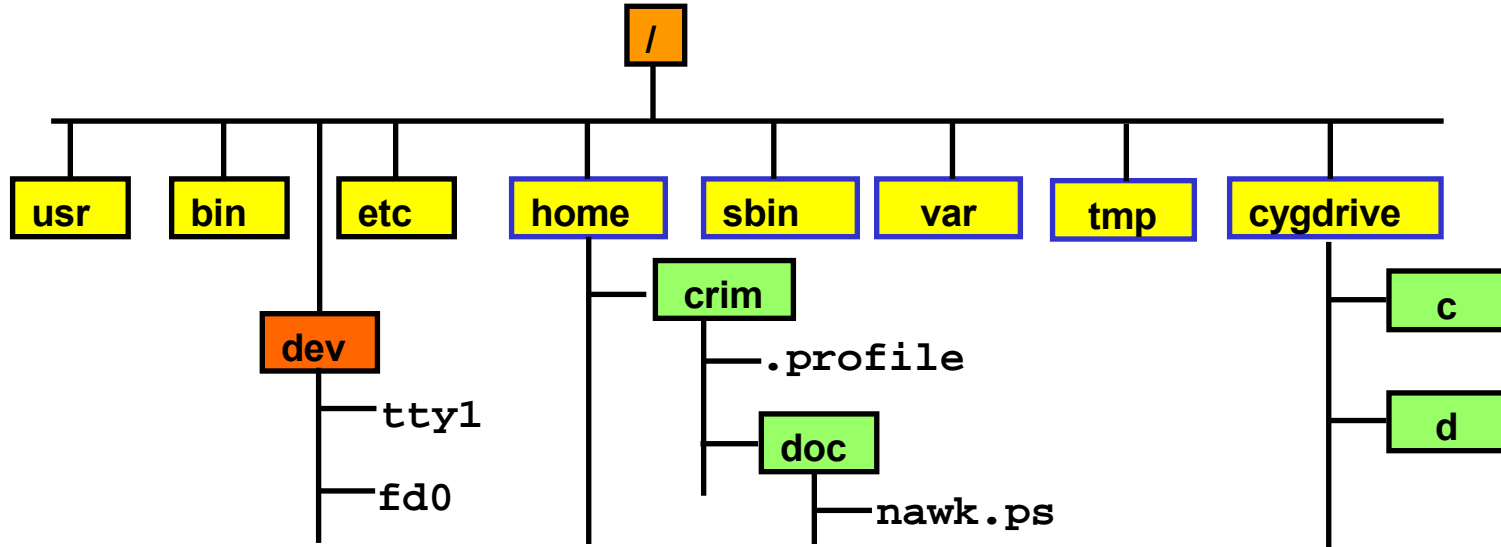 /
usr bin etc home sbin var tmp cygdrive
crim
c
dev
.profile
tty1
d
doc
fd0
nawk.ps